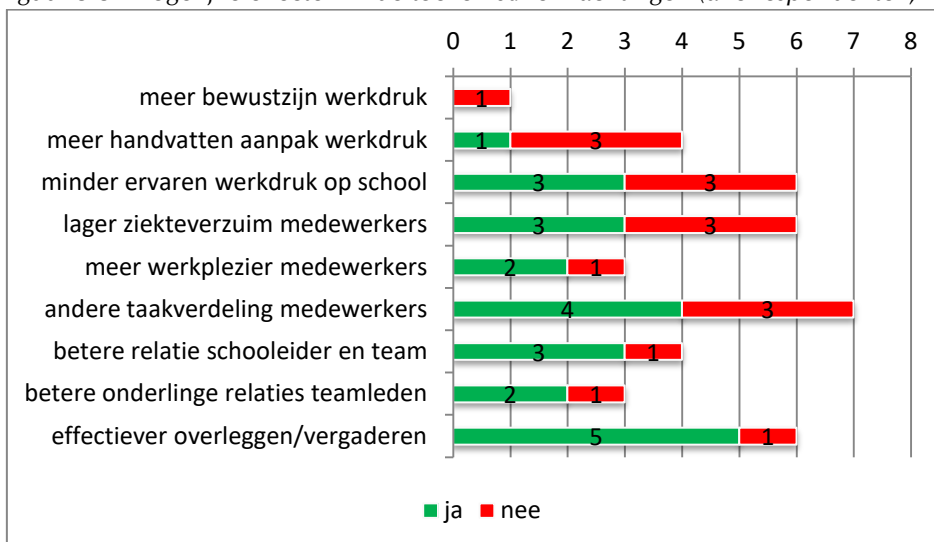 0 1 2 3 4 5 6 7 8
meer bewustzijn werkdruk 1
meer handvatten aanpak werkdruk 1 3
minder ervaren werkdruk op school 3 3
lager ziekteverzuim medewerkers 3 3
meer werkplezier medewerkers 2 1
andere taakverdeling medewerkers 4 3
betere relatie schooleider en team 3 1
betere onderlinge relaties teamleden 2 1
effectiever overleggen/vergaderen 5 1
ja nee